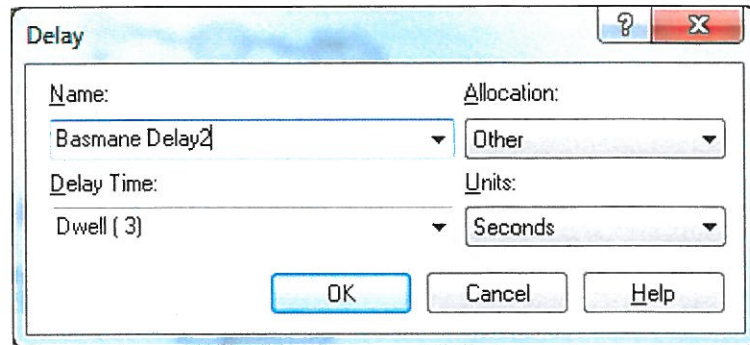 Delay
Name: Allocation:
Basmane Delay2 Other
Delay Time: Units:
Dwell ( 3) Seconds
OK Cancel Help